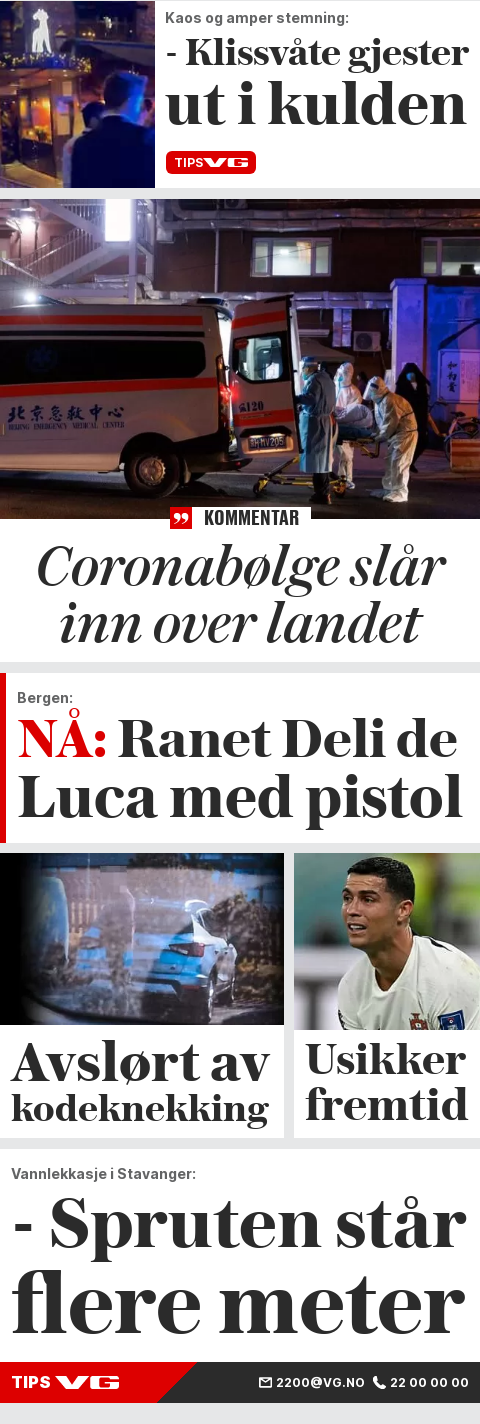 Kaos og amper stemning:
- Klissvåte gjester
ut i kulden
TIPS VG
北京急救中心
BEIJING EMERGENCY MEDICAL CENTER
120
KOMMENTAR
Coronabølge slår
inn over landet
Bergen:
NÅ: Ranet Deli de
Luca med pistol
Avslørt av
kodeknekking
Usikker
fremtid
Vannlekkasje i Stavanger:
- Spruten står
flere meter
TIPS VG
2200@VG.NO
22 00 00 00